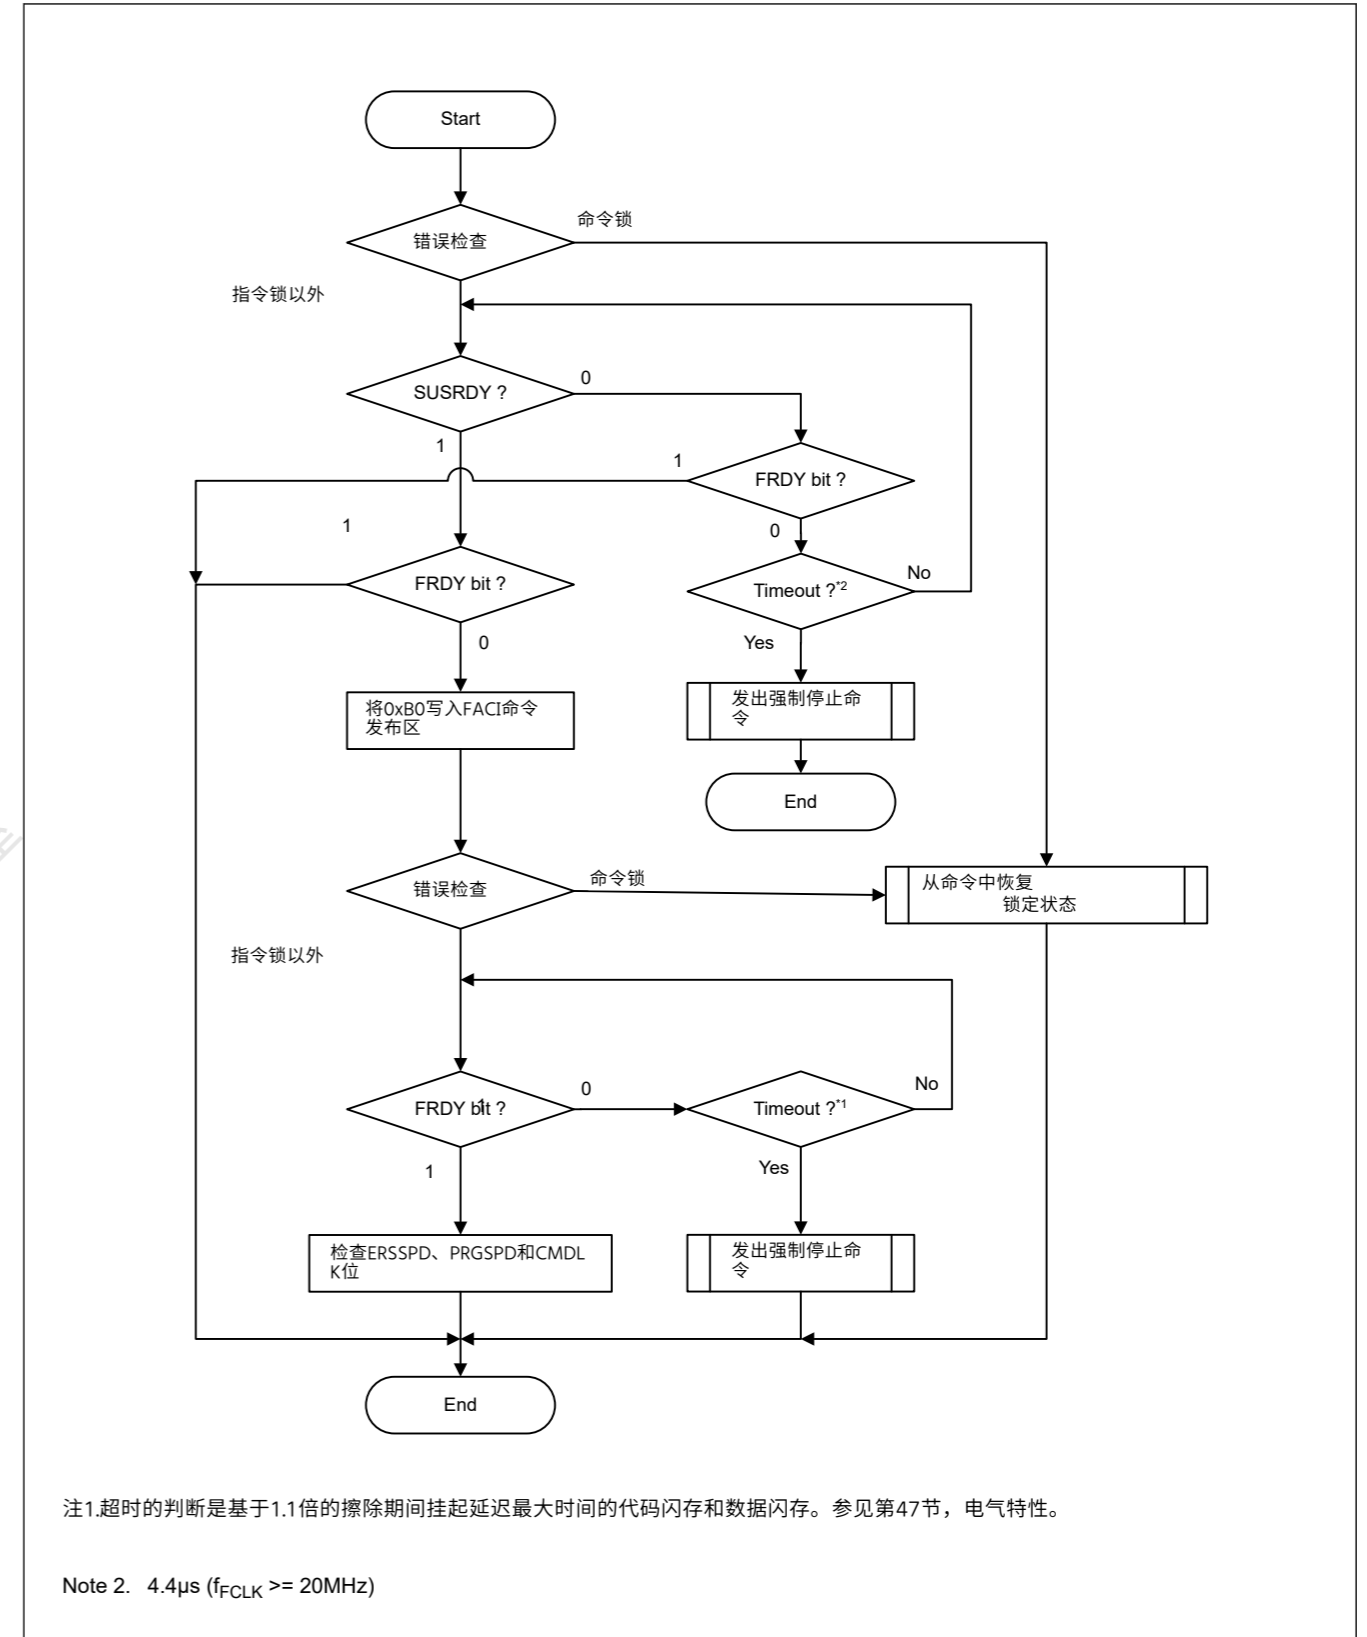 Start
错误检查
命令锁
指令锁以外
SUSRDY ?
0
1
FRDY bit ?
1
0
1
FRDY bit ?
0
Timeout ?*2
No
Yes
将0xB0写入FACI命令
发布区
发出强制停止命
令
End
错误检查
命令锁
从命令中恢复
锁定状态
指令锁以外
FRDY bit ?
1
0
Timeout ?*1
No
1
Yes
检查ERSSPD、PRGSPD和CMDL
K位
发出强制停止命
令
End
注1.超时的判断是基于1.1倍的擦除期间挂起延迟最大时间的代码闪存和数据闪存。参见第47节，电气特性。
Note 2. 4.4μs (fFCLK >= 20MHz)